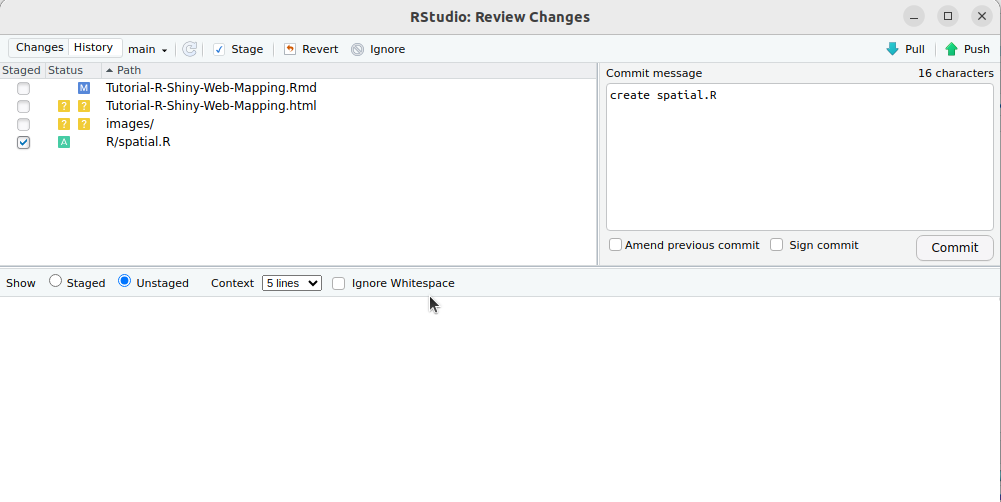 RStudio: Review Changes
Changes History main Stage Revert Ignore Pull Push
Staged Status Path
M Tutorial-R-Shiny-Web-Mapping.Rmd
? ? Tutorial-R-Shiny-Web-Mapping.html
? ? images/
A R/spatial.R
Commit message 16 characters
create spatial.R
Amend previous commit Sign commit Commit
Show Staged Unstaged Context 5 lines Ignore Whitespace